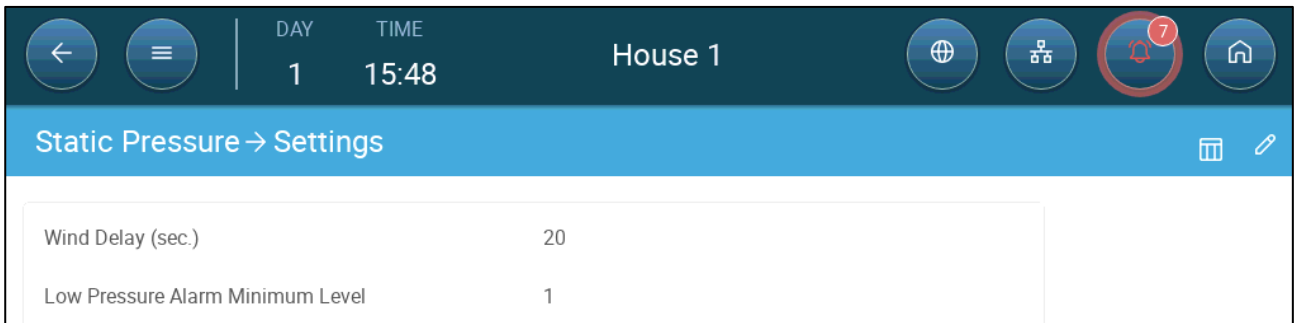 DAY TIME
1 15:48
House 1
7
Static Pressure → Settings
Wind Delay (sec.) 20
Low Pressure Alarm Minimum Level 1